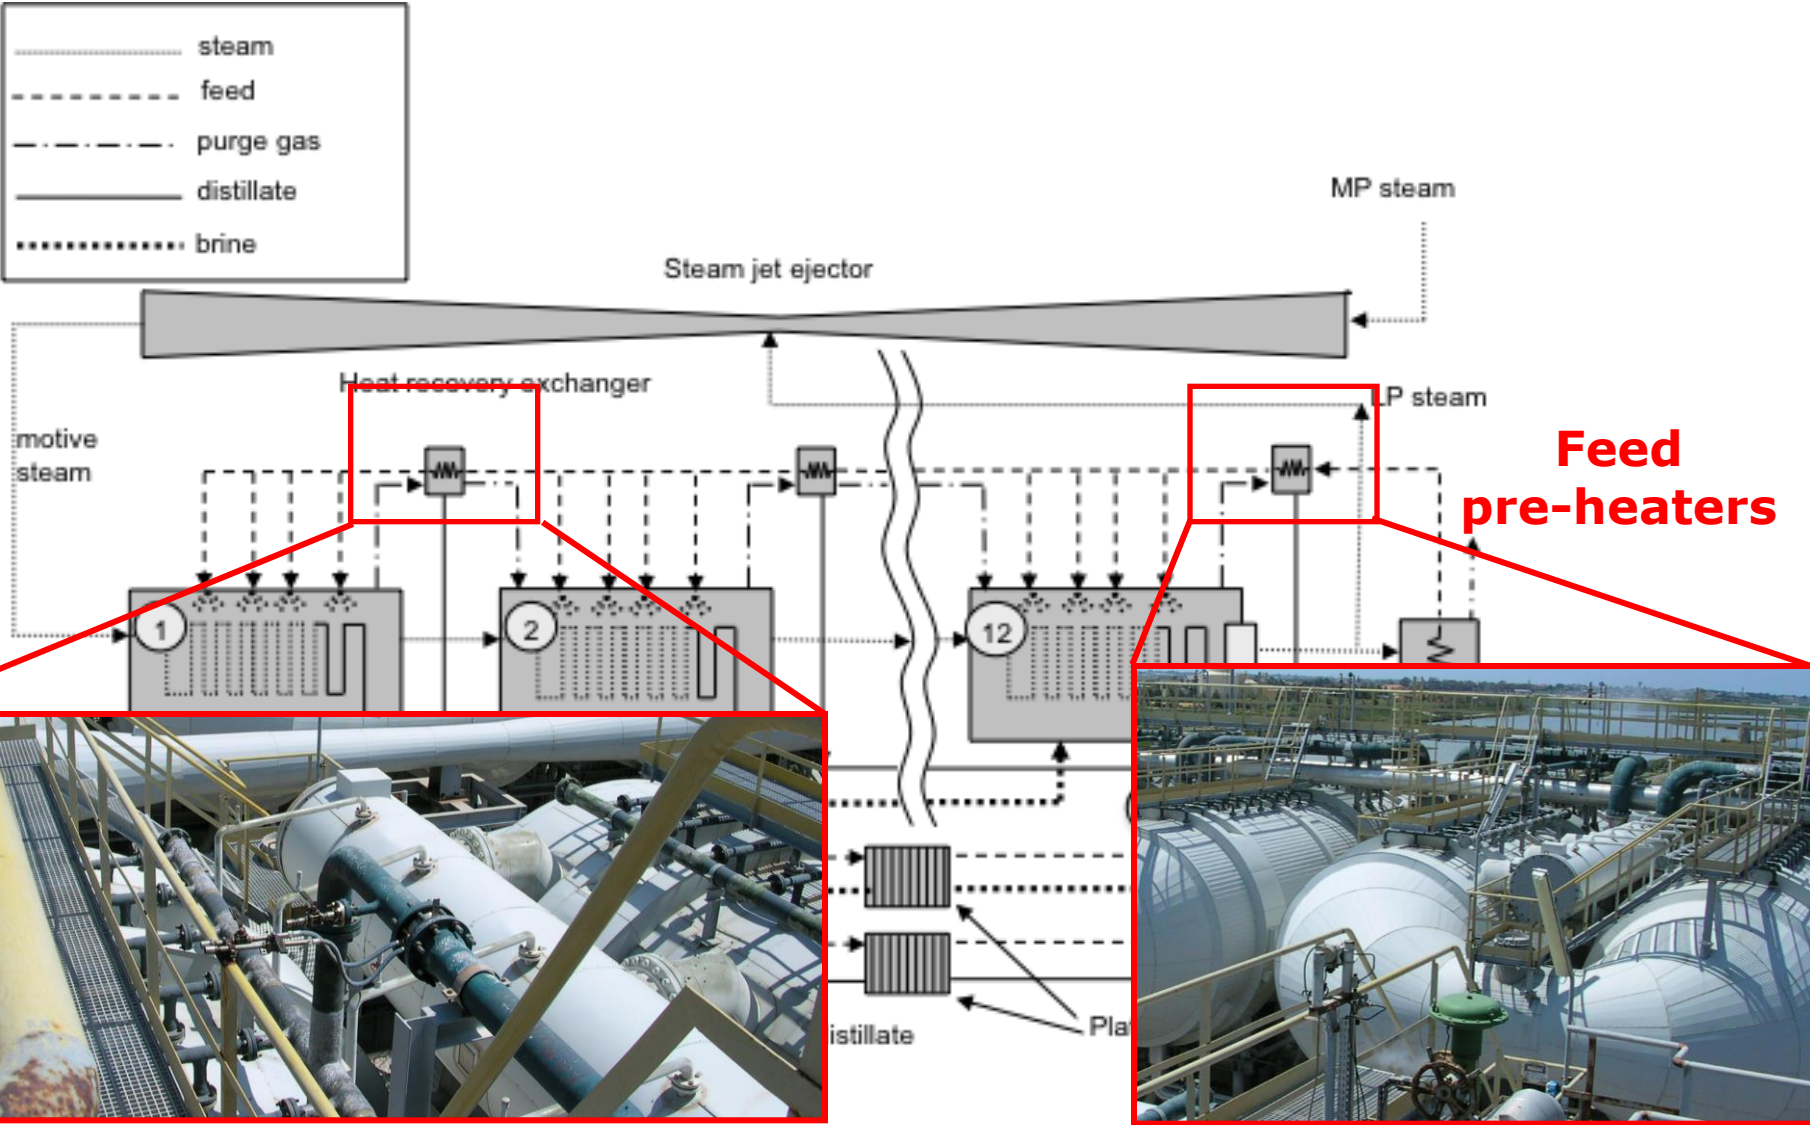 steam
feed
purge gas
distillate
brine
MP steam
Steam jet ejector
Heat recovery exchanger
LP steam
motive
steam
Feed
pre-heaters
1
2
12
istillate
Pla